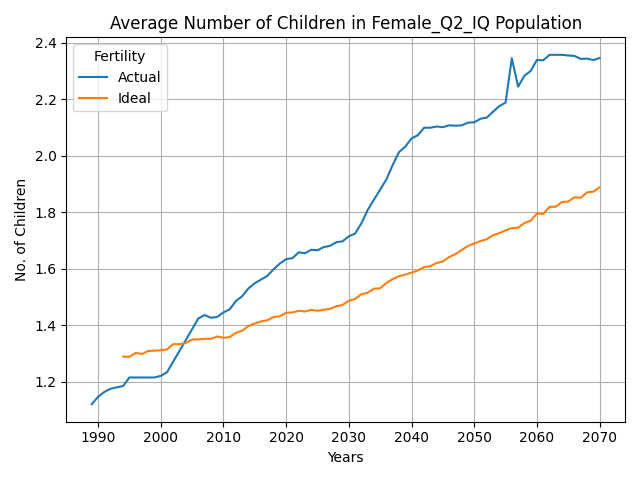 Average Number of Children in Female_Q2_IQ Population
Fertility
Actual
Ideal
No. of Children
2.4
2.2
2.0
1.8
1.6
1.4
1.2
1990 2000 2010 2020 2030 2040 2050 2060 2070
Years